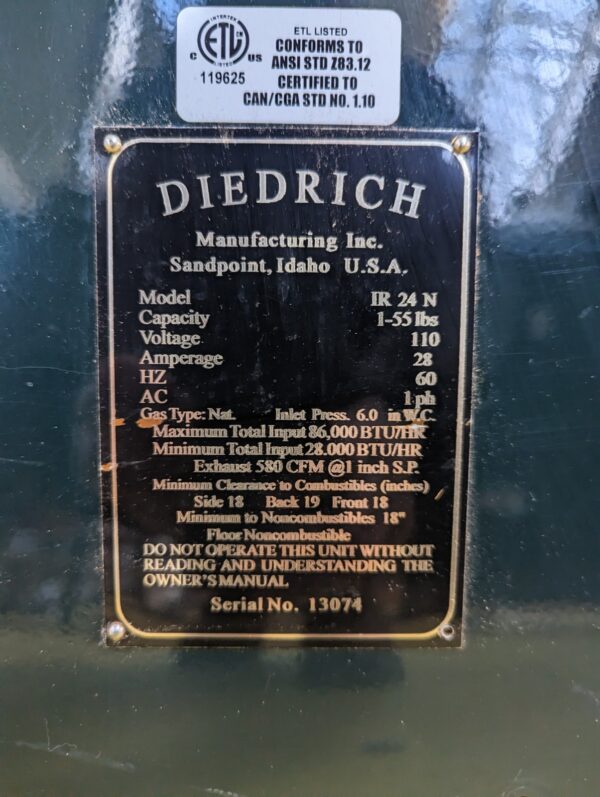 INTERTEK
ETL CM
LISTED
C US
119625
ETL LISTED
CONFORMS TO
ANSI STD Z83.12
CERTIFIED TO
CAN/CGA STD NO. 1.10
DIEDRICH
Manufacturing Inc.
Sandpoint, Idaho U.S.A.
Model IR 24 N
Capacity 1-55 lbs
Voltage 110
Amperage 28
HZ 60
AC 1 ph
Gas Type: Nat. Inlet Press. 6.0 in W.C.
Maximum Total Input 86,000 BTU/HR
Minimum Total Input 28.000 BTU/HR
Exhaust 580 CFM @1 inch S.P.
Minimum Clearance to Combustibles (inches)
Side 18 Back 19 Front 18
Minimum to Noncombustibles 18"
Floor Noncombustible
DO NOT OPERATE THIS UNIT WITHOUT
READING AND UNDERSTANDING THE
OWNER'S MANUAL
Serial No. 13074